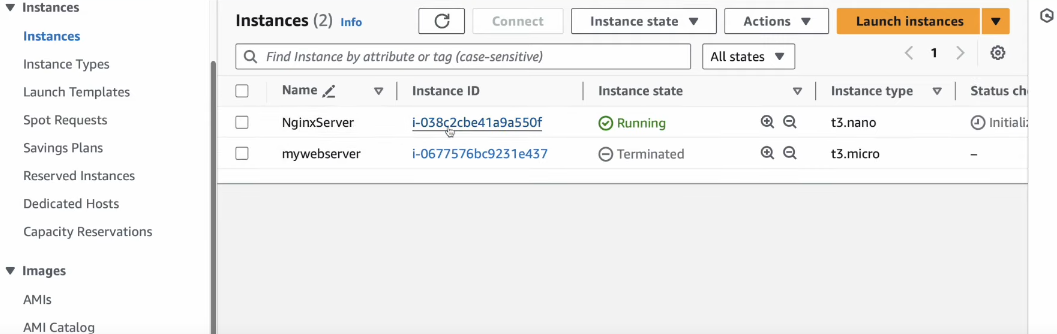 Instances
Instances
Instance Types
Launch Templates
Spot Requests
Savings Plans
Reserved Instances
Dedicated Hosts
Capacity Reservations
Images
AMIs
AMI Catalog
Instances (2) Info
Connect
Instance state
Actions
Launch instances
Find Instance by attribute or tag (case-sensitive)
All states
1
Name Instance ID Instance state Instance type Status ch
NginxServer i-038c2cbe41a9a550f Running t3.nano Initializ
mywebserver i-0677576bc9231e437 Terminated t3.micro –